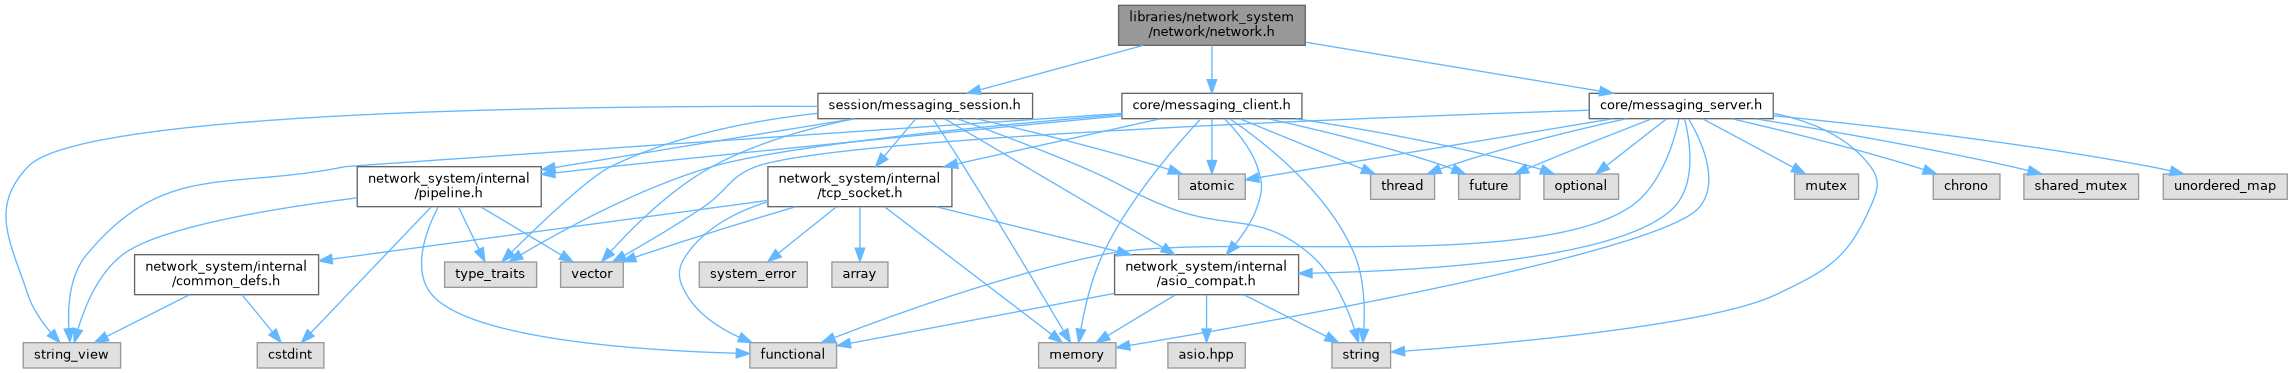 libraries/network_system
/network/network.h
session/messaging_session.h
core/messaging_client.h
core/messaging_server.h
network_system/internal
/pipeline.h
network_system/internal
/tcp_socket.h
atomic
thread
future
optional
mutex
chrono
shared_mutex
unordered_map
network_system/internal
/common_defs.h
type_traits
vector
system_error
array
network_system/internal
/asio_compat.h
string_view
cstdint
functional
memory
asio.hpp
string